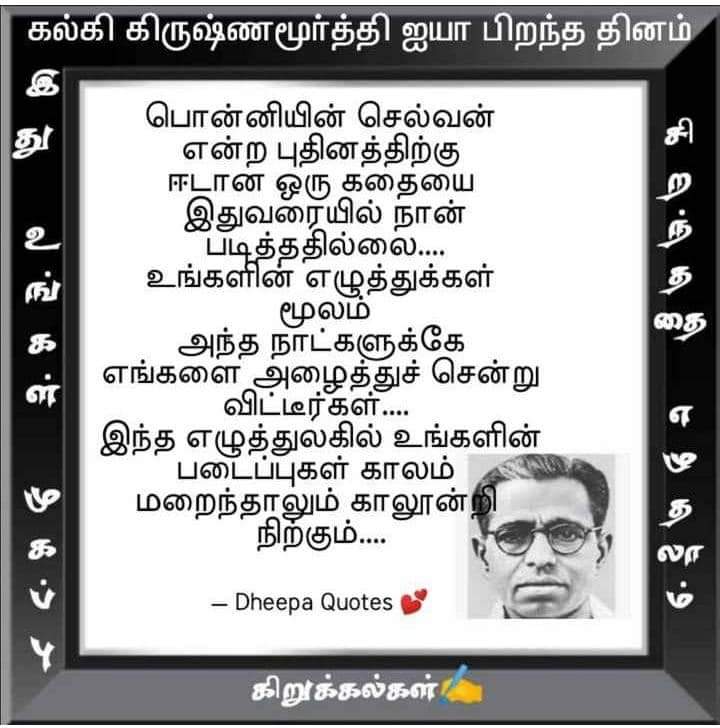 கல்கி கிருஷ்ணமூர்த்தி ஐயா பிறந்த தினம்
இது உங்கள் முகப்பு
பொன்னியின் செல்வன்
என்ற புதினத்திற்கு
ஈடான ஒரு கதையை
இதுவரையில் நான்
படித்ததில்லை....
உங்களின் எழுத்துக்கள்
மூலம்
அந்த நாட்களுக்கே
எங்களை அழைத்துச் சென்று
விட்டீர்கள்....
இந்த எழுத்துலகில் உங்களின்
படைப்புகள் காலம்
மறைந்தாலும் காலூன்றி
நிற்கும்....
– Dheepa Quotes 💕
சிறந்ததை எழுதலாம்
கிறுக்கல்கள்✍️